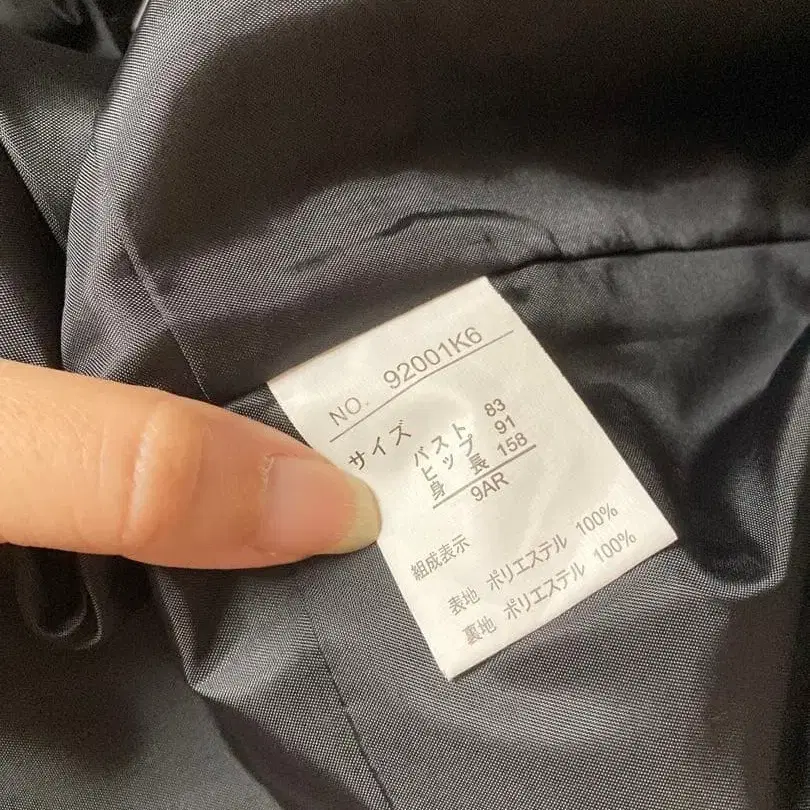 NO. 92001K6
サイズ バスト 83
ヒップ 91
身長 158
9AR
組成表示
表地 ポリエステル 100%
裏地 ポリエステル 100%